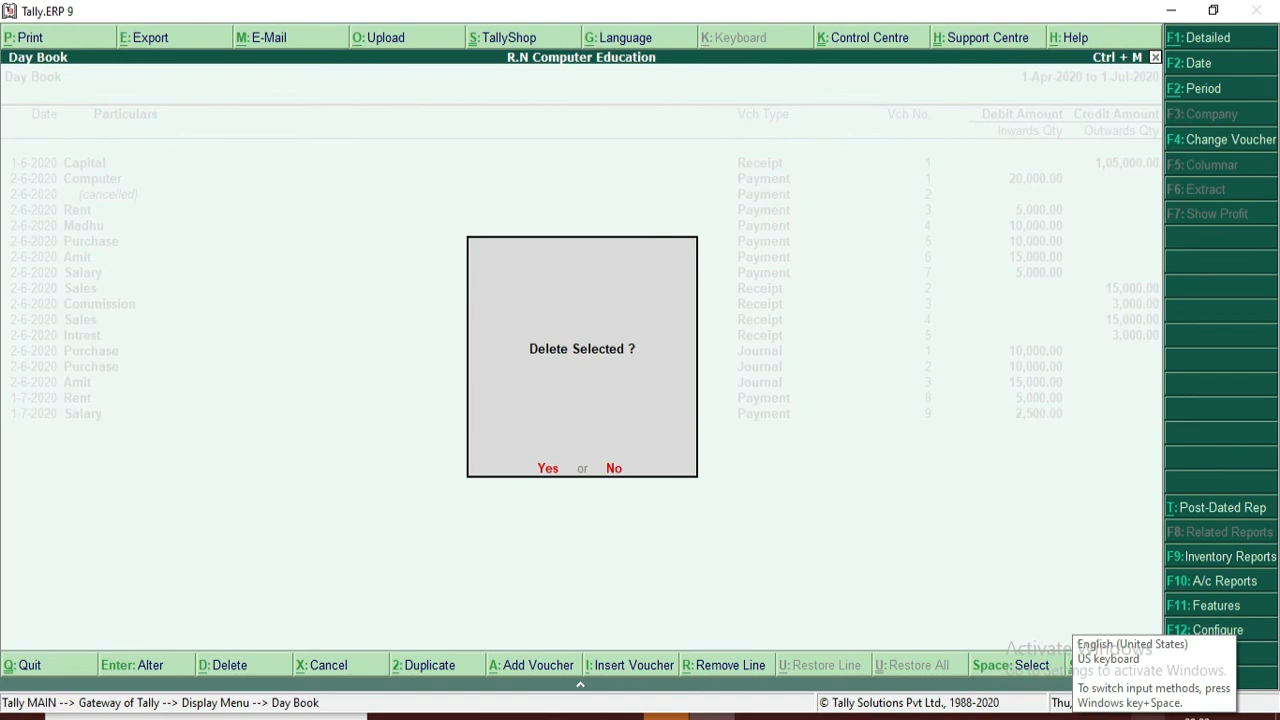 Tally.ERP 9
P: Print E: Export M: E-Mail O: Upload S: TallyShop G: Language K: Keyboard K: Control Centre H: Support Centre H: Help
Day Book R.N Computer Education Ctrl + M
Day Book 1-Apr-2020 to 1-Jul-2020
Date Particulars Vch Type Vch No. Debit Amount Credit Amount
Inwards Qty Outwards Qty
1-6-2020 Capital Receipt 1 1,05,000.00
2-6-2020 Computer Payment 1 20,000.00
2-6-2020 (cancelled) Payment 2
2-6-2020 Rent Payment 3 5,000.00
2-6-2020 Madhu Payment 4 10,000.00
2-6-2020 Purchase Payment 5 10,000.00
2-6-2020 Amit Payment 6 15,000.00
2-6-2020 Salary Payment 7 5,000.00
2-6-2020 Sales Receipt 2 15,000.00
2-6-2020 Commission Receipt 3 3,000.00
2-6-2020 Sales Receipt 4 15,000.00
2-6-2020 Intrest Receipt 5 3,000.00
2-6-2020 Purchase Journal 1 10,000.00
2-6-2020 Purchase Journal 2 10,000.00
2-6-2020 Amit Journal 3 15,000.00
1-7-2020 Rent Payment 8 5,000.00
1-7-2020 Salary Payment 9 2,500.00
Delete Selected ?
Yes or No
F1: Detailed
F2: Date
F2: Period
F3: Company
F4: Change Voucher
F5: Columnar
F6: Extract
F7: Show Profit
T: Post-Dated Rep
F8: Related Reports
F9: Inventory Reports
F10: A/c Reports
F11: Features
F12: Configure
Activate Windows
Go to Settings to activate Windows.
English (United States)
US keyboard
To switch input methods, press
Windows key+Space.
Q: Quit Enter: Alter D: Delete X: Cancel 2: Duplicate A: Add Voucher I: Insert Voucher R: Remove Line U: Restore Line U: Restore All Space: Select
Tally MAIN --> Gateway of Tally --> Display Menu --> Day Book © Tally Solutions Pvt Ltd., 1988-2020 Thu,